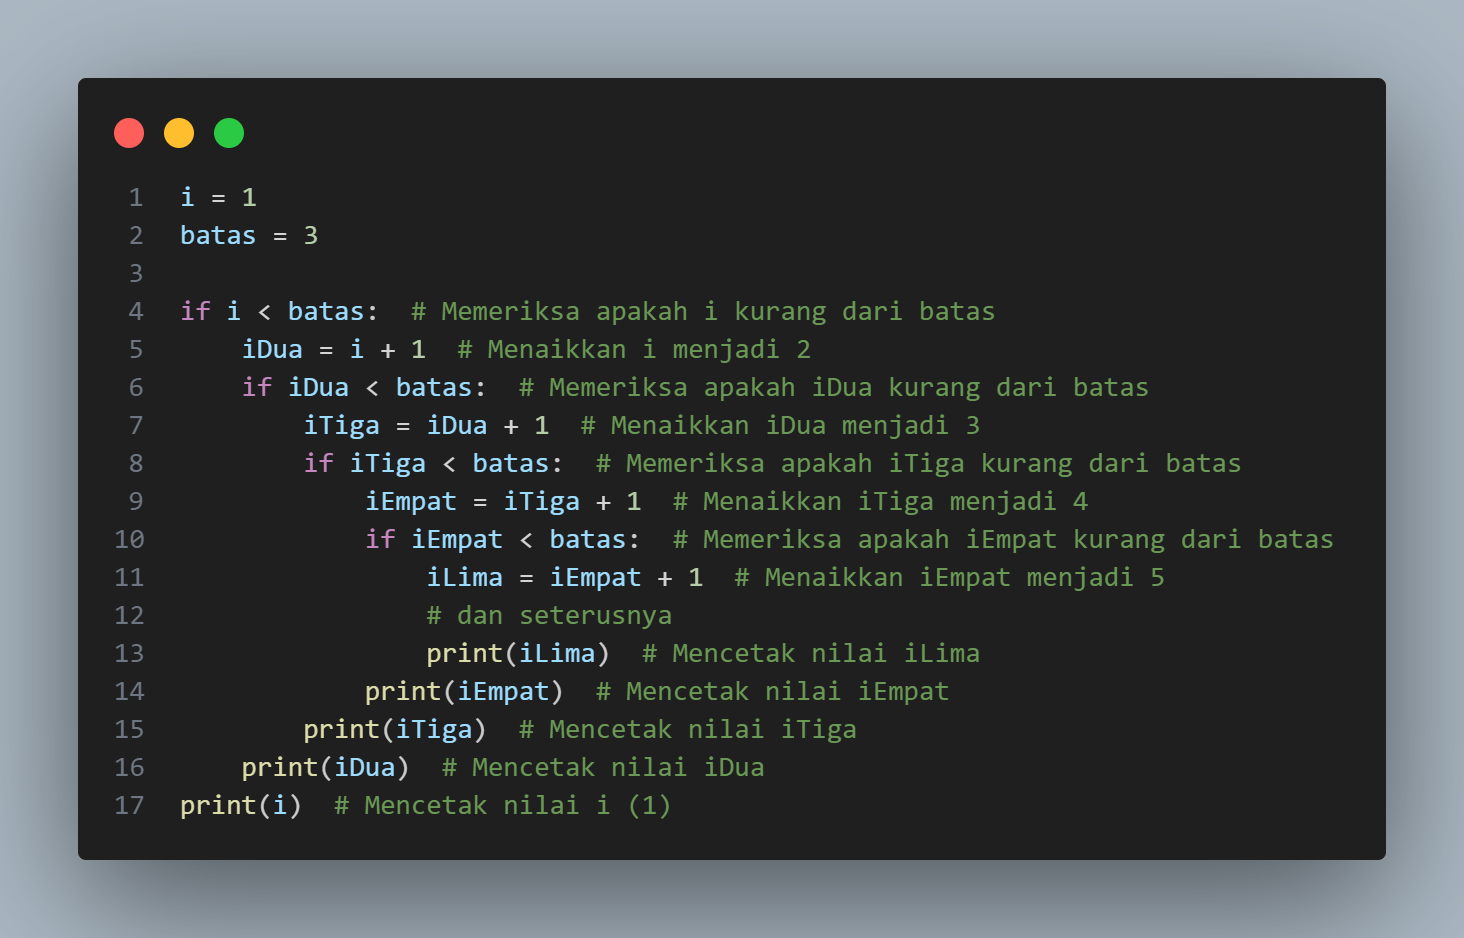 1 i = 1
2 batas = 3
3
4 if i < batas:  # Memeriksa apakah i kurang dari batas
5     iDua = i + 1  # Menaikkan i menjadi 2
6     if iDua < batas:  # Memeriksa apakah iDua kurang dari batas
7         iTiga = iDua + 1  # Menaikkan iDua menjadi 3
8         if iTiga < batas:  # Memeriksa apakah iTiga kurang dari batas
9             iEmpat = iTiga + 1  # Menaikkan iTiga menjadi 4
10             if iEmpat < batas:  # Memeriksa apakah iEmpat kurang dari batas
11                 iLima = iEmpat + 1  # Menaikkan iEmpat menjadi 5
12                 # dan seterusnya
13                 print(iLima)  # Mencetak nilai iLima
14             print(iEmpat)  # Mencetak nilai iEmpat
15         print(iTiga)  # Mencetak nilai iTiga
16     print(iDua)  # Mencetak nilai iDua
17 print(i)  # Mencetak nilai i (1)